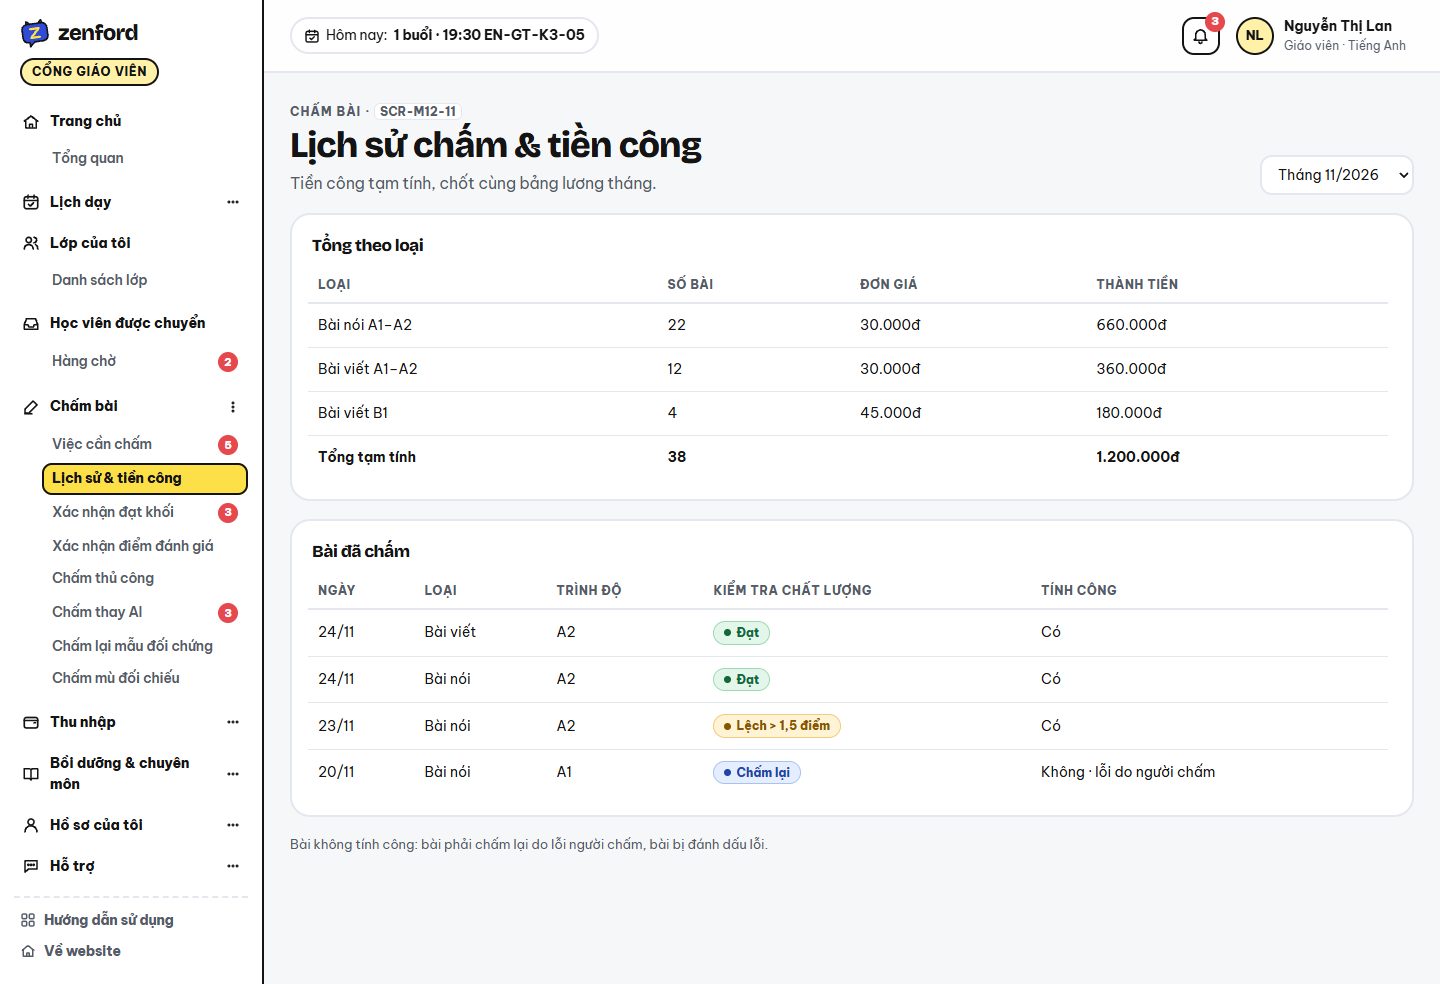 zenford
CỔNG GIÁO VIÊN
Trang chủ
Tổng quan
Lịch dạy
Lớp của tôi
Danh sách lớp
Học viên được chuyển
Hàng chờ 2
Chấm bài
Việc cần chấm 5
Lịch sử & tiền công
Xác nhận đạt khối 3
Xác nhận điểm đánh giá
Chấm thủ công
Chấm thay AI 3
Chấm lại mẫu đối chứng
Chấm mù đối chiếu
Thu nhập
Bồi dưỡng & chuyên
môn
Hồ sơ của tôi
Hỗ trợ
Hướng dẫn sử dụng
Về website
Hôm nay: 1 buổi · 19:30 EN-GT-K3-05
3
NL
Nguyễn Thị Lan
Giáo viên · Tiếng Anh
CHẤM BÀI · SCR-M12-11
Lịch sử chấm & tiền công
Tiền công tạm tính, chốt cùng bảng lương tháng.
Tháng 11/2026
Tổng theo loại
LOẠI SỐ BÀI ĐƠN GIÁ THÀNH TIỀN
Bài nói A1–A2 22 30.000đ 660.000đ
Bài viết A1–A2 12 30.000đ 360.000đ
Bài viết B1 4 45.000đ 180.000đ
Tổng tạm tính 38 1.200.000đ
Bài đã chấm
NGÀY LOẠI TRÌNH ĐỘ KIỂM TRA CHẤT LƯỢNG TÍNH CÔNG
24/11 Bài viết A2 Đạt Có
24/11 Bài nói A2 Đạt Có
23/11 Bài nói A2 Lệch > 1,5 điểm Có
20/11 Bài nói A1 Chấm lại Không · lỗi do người chấm
Bài không tính công: bài phải chấm lại do lỗi người chấm, bài bị đánh dấu lỗi.